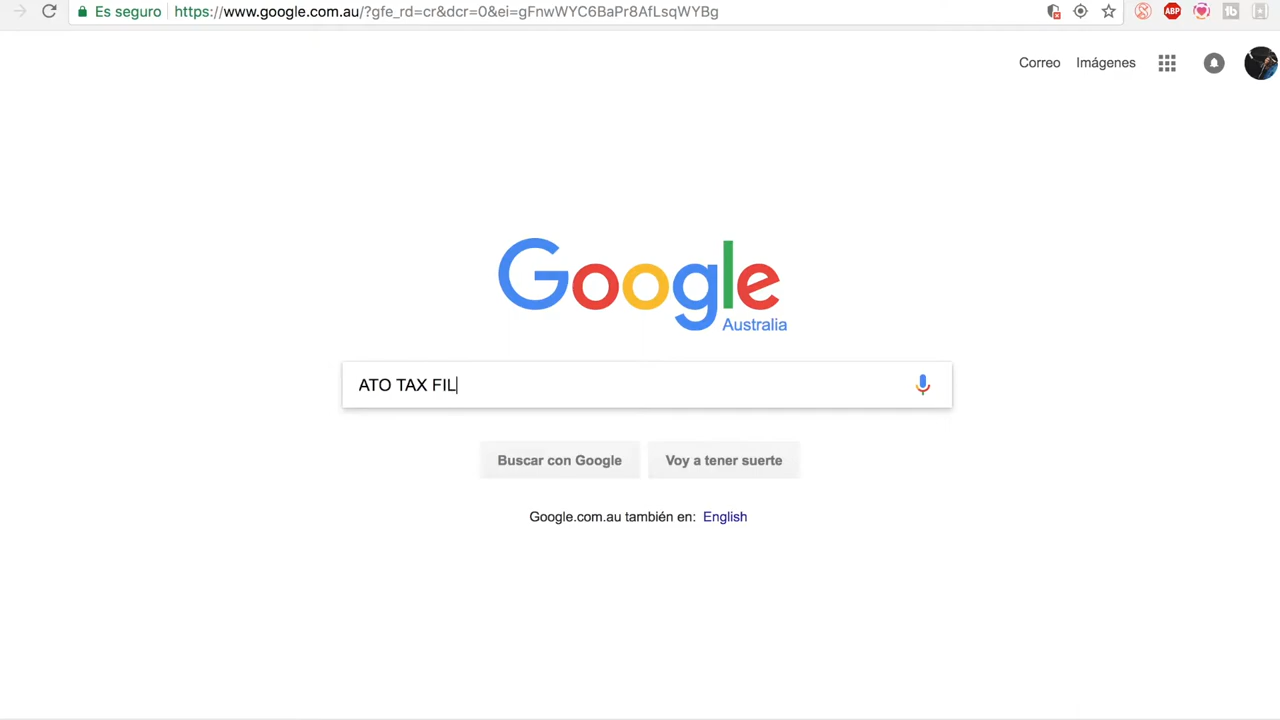 Es seguro https://www.google.com.au/?gfe_rd=cr&dcr=0&ei=gFnwWYC6BaPr8AfLsqWYBg
ABP
Correo Imágenes
Google
Australia
ATO TAX FIL
Buscar con Google Voy a tener suerte
Google.com.au también en: English